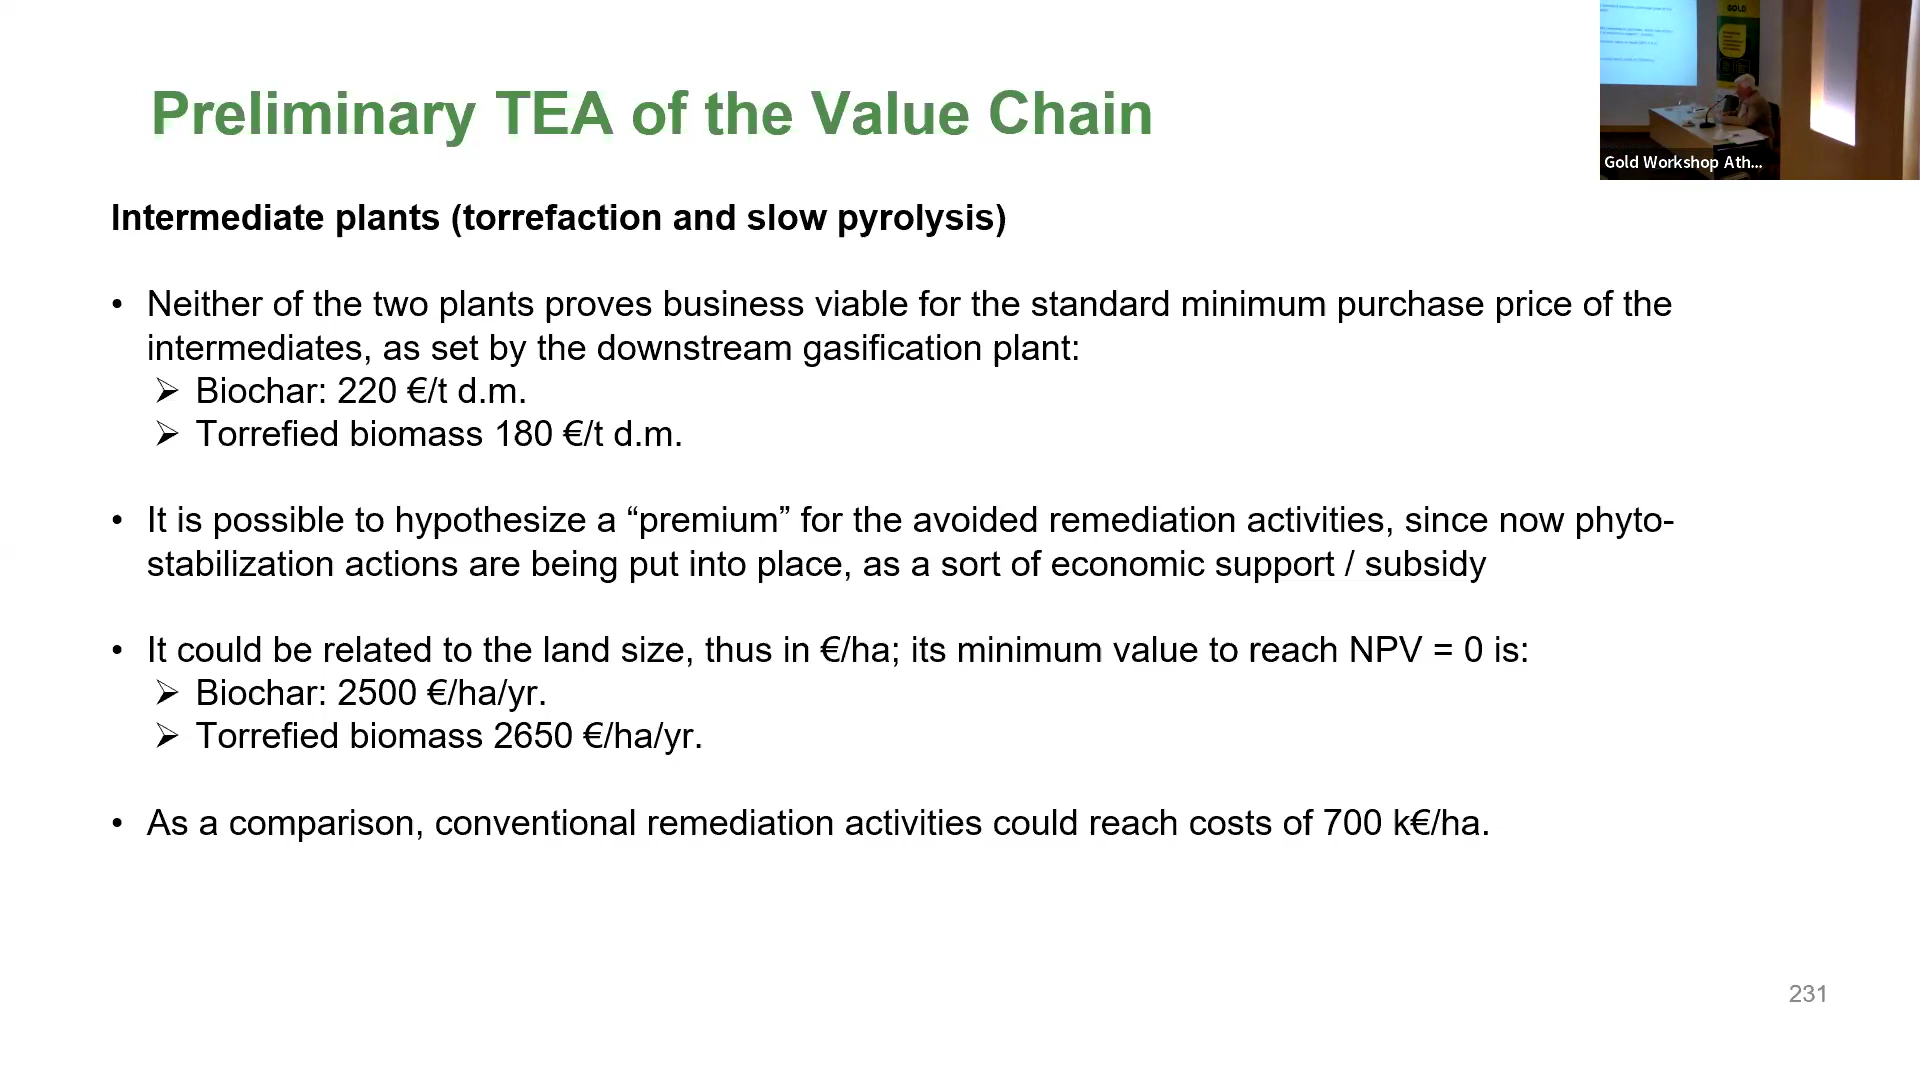 GOLD
Preliminary TEA of the Value Chain
Gold Workshop Ath...
Intermediate plants (torrefaction and slow pyrolysis)
• Neither of the two plants proves business viable for the standard minimum purchase price of the
intermediates, as set by the downstream gasification plant:
➢ Biochar: 220 €/t d.m.
➢ Torrefied biomass 180 €/t d.m.
• It is possible to hypothesize a “premium” for the avoided remediation activities, since now phyto-
stabilization actions are being put into place, as a sort of economic support / subsidy
• It could be related to the land size, thus in €/ha; its minimum value to reach NPV = 0 is:
➢ Biochar: 2500 €/ha/yr.
➢ Torrefied biomass 2650 €/ha/yr.
• As a comparison, conventional remediation activities could reach costs of 700 k€/ha.
231